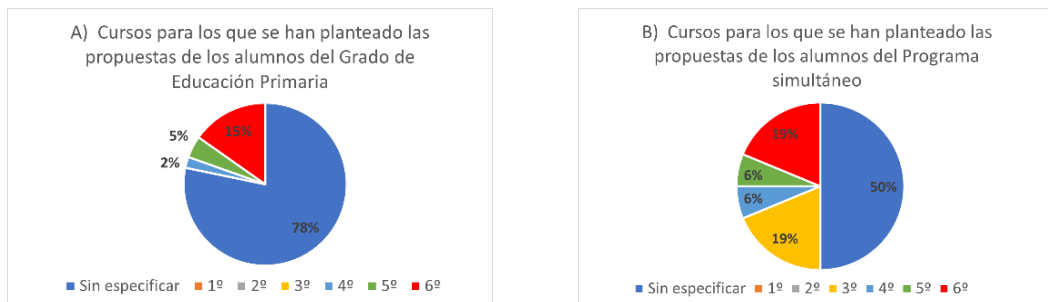 A) Cursos para los que se han planteado las
propuestas de los alumnos del Grado de
Educación Primaria
15%
5%
2%
78%
Sin especificar 1º 2º 3º 4º 5º 6º
B) Cursos para los que se han planteado las
propuestas de los alumnos del Programa
simultáneo
19%
6%
50%
6%
19%
Sin especificar 1º 2º 3º 4º 5º 6º